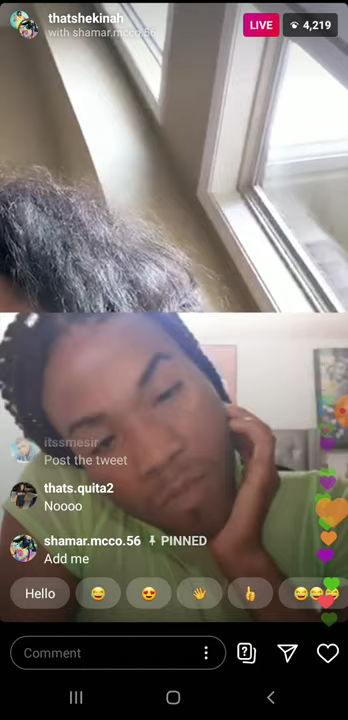 thatshekinah
with shamar.mcco.56
LIVE
4,219
itssmesir
Post the tweet
thats.quita2
Noooo
shamar.mcco.56 PINNED
Add me
Hello
Comment